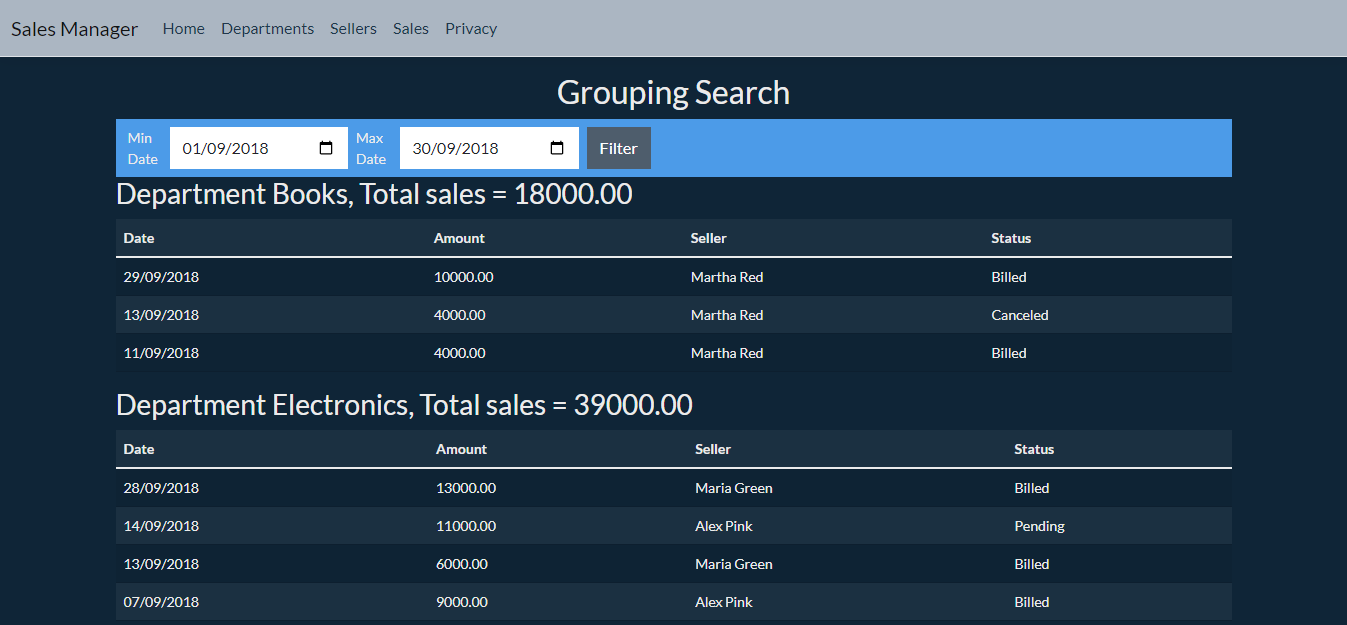 Sales Manager Home Departments Sellers Sales Privacy
Grouping Search
Min Date 01/09/2018 Max Date 30/09/2018 Filter
Department Books, Total sales = 18000.00
Date Amount Seller Status
29/09/2018 10000.00 Martha Red Billed
13/09/2018 4000.00 Martha Red Canceled
11/09/2018 4000.00 Martha Red Billed
Department Electronics, Total sales = 39000.00
Date Amount Seller Status
28/09/2018 13000.00 Maria Green Billed
14/09/2018 11000.00 Alex Pink Pending
13/09/2018 6000.00 Maria Green Billed
07/09/2018 9000.00 Alex Pink Billed